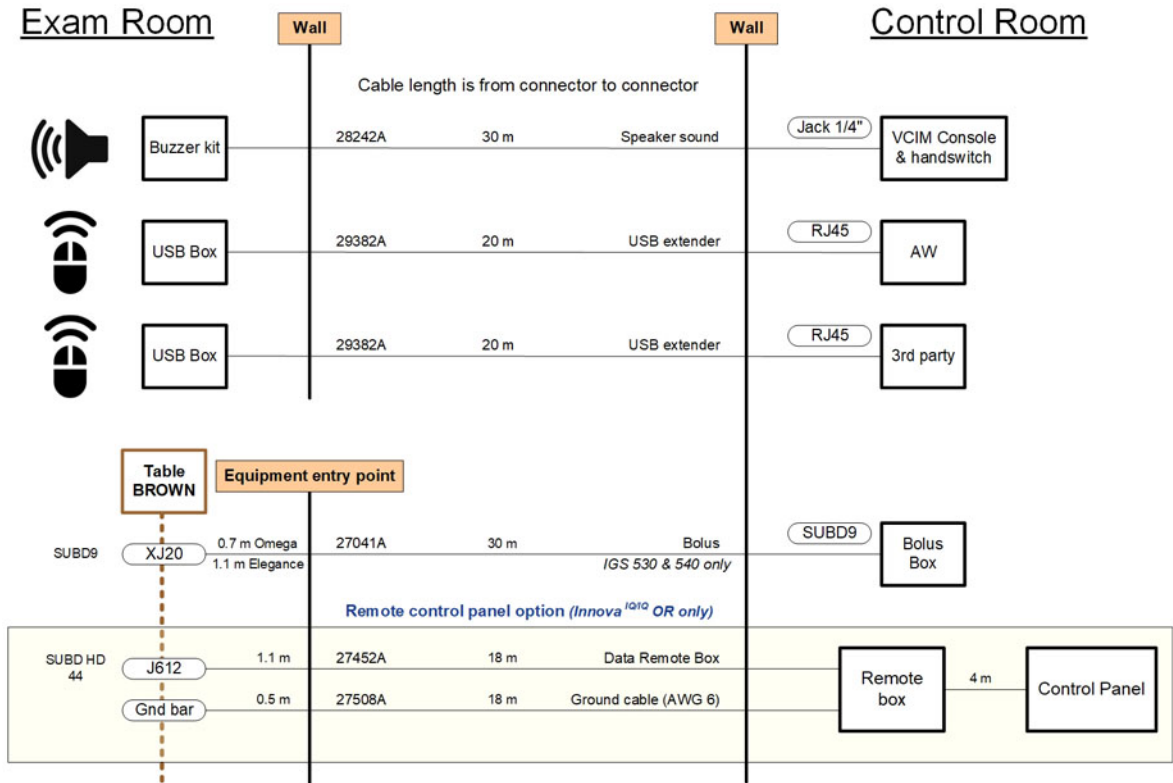 Exam Room
Wall
Wall
Control Room
Cable length is from connector to connector
Buzzer kit
28242A
30 m
Speaker sound
Jack 1/4"
VCIM Console
& handswitch
USB Box
29382A
20 m
USB extender
RJ45
AW
USB Box
29382A
20 m
USB extender
RJ45
3rd party
Table
BROWN
Equipment entry point
SUBD9
XJ20
0.7 m Omega
1.1 m Elegance
27041A
30 m
Bolus
IGS 530 & 540 only
SUBD9
Bolus
Box
Remote control panel option (Innova IQ/IQ OR only)
SUBD HD
44
J612
1.1 m
27452A
18 m
Data Remote Box
Gnd bar
0.5 m
27508A
18 m
Ground cable (AWG 6)
Remote
box
4 m
Control Panel